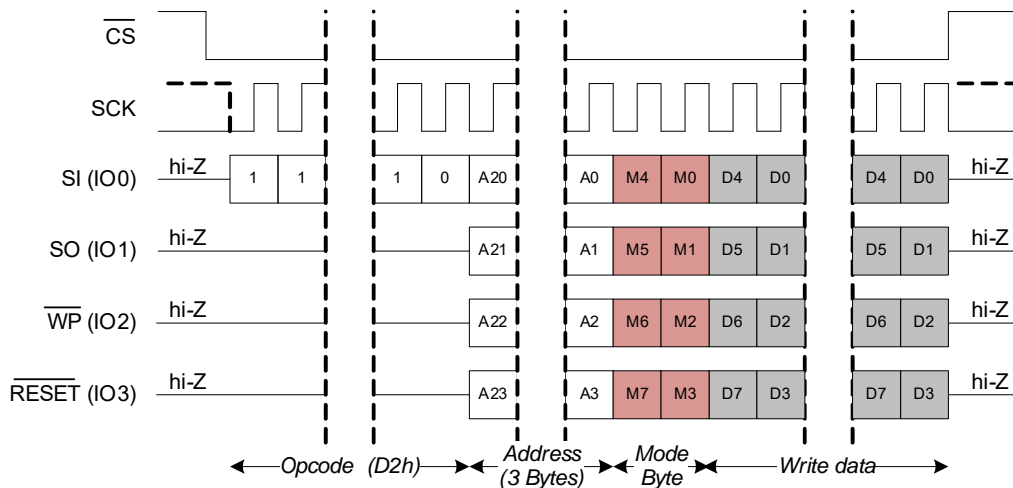 CS
SCK
SI (IO0) hi-Z 1 1 1 0 A20 A0 M4 M0 D4 D0 D4 D0 hi-Z
SO (IO1) hi-Z A21 A1 M5 M1 D5 D1 D5 D1 hi-Z
WP (IO2) hi-Z A22 A2 M6 M2 D6 D2 D6 D2 hi-Z
RESET (IO3) hi-Z A23 A3 M7 M3 D7 D3 D7 D3 hi-Z
Opcode (D2h) Address Mode Write data
(3 Bytes) Byte